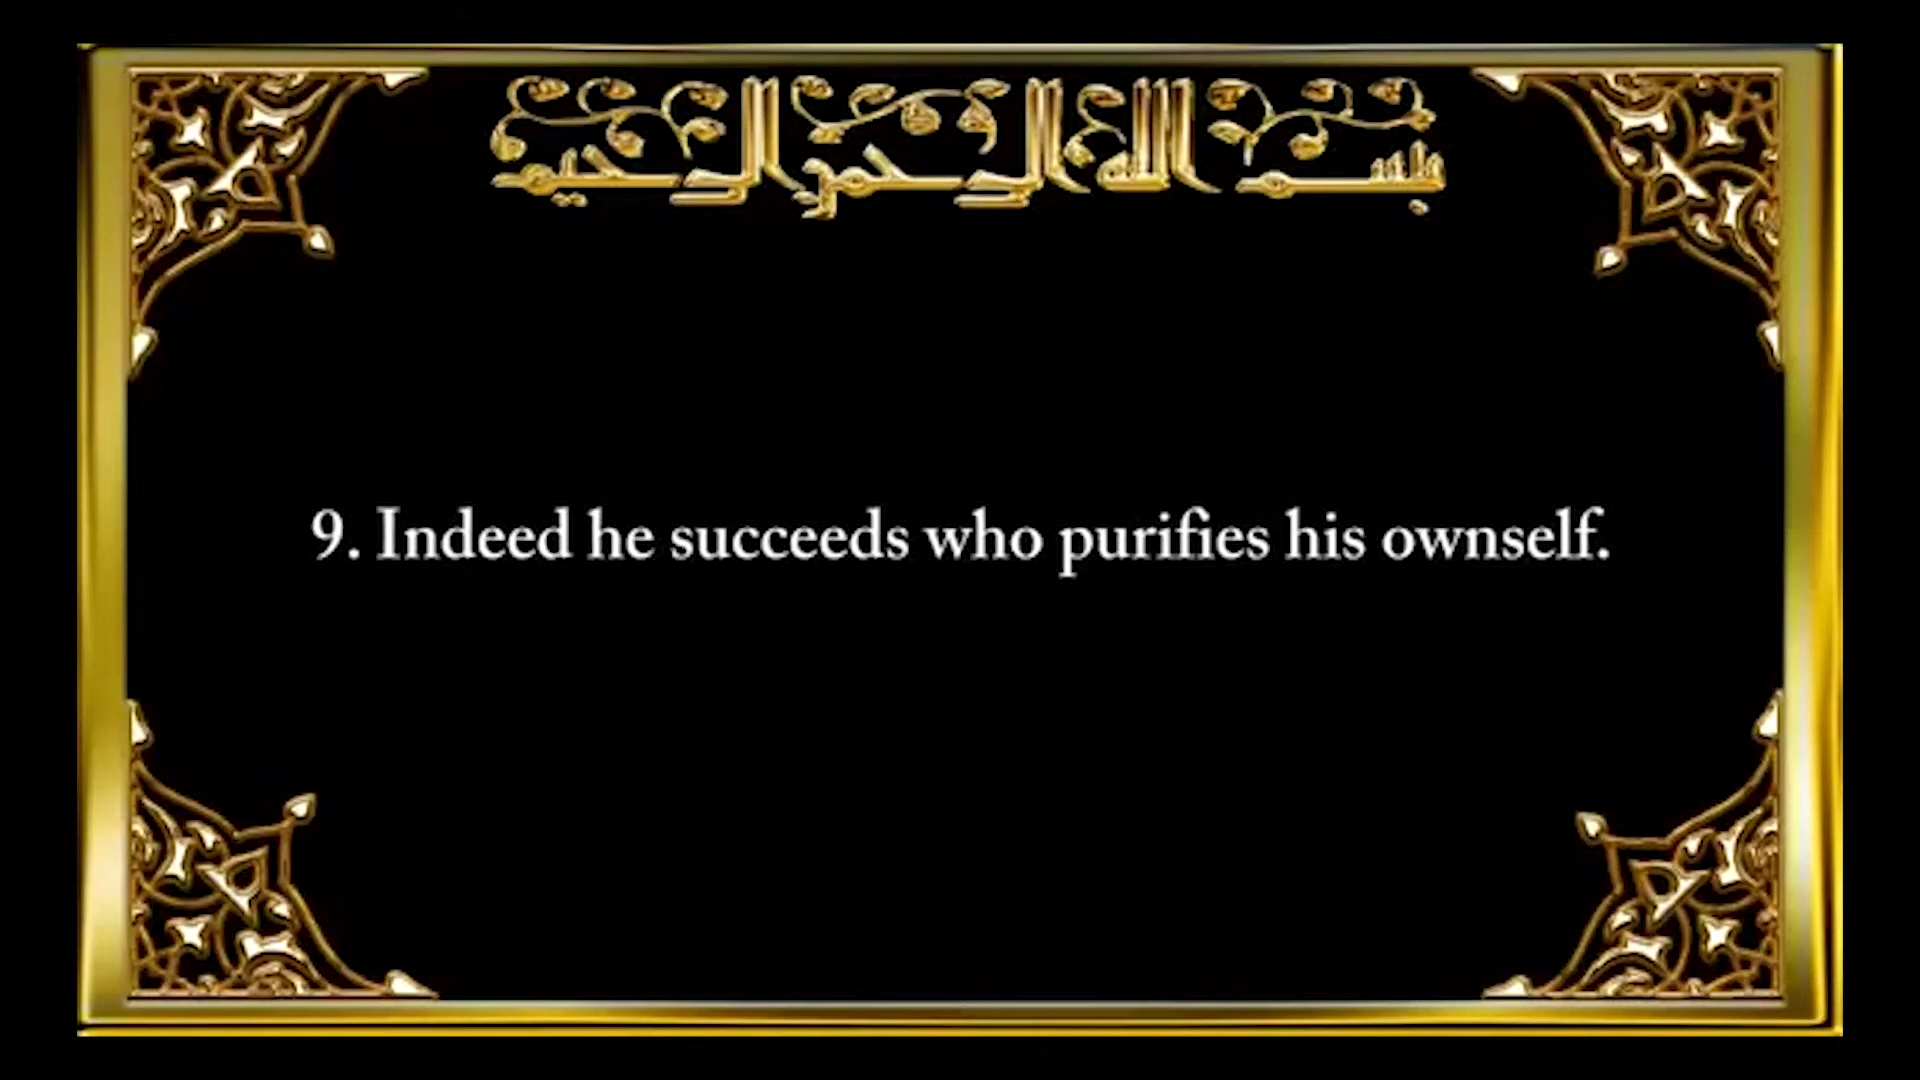 بسم الله الرحمن الرحيم
9. Indeed he succeeds who purifies his ownself.